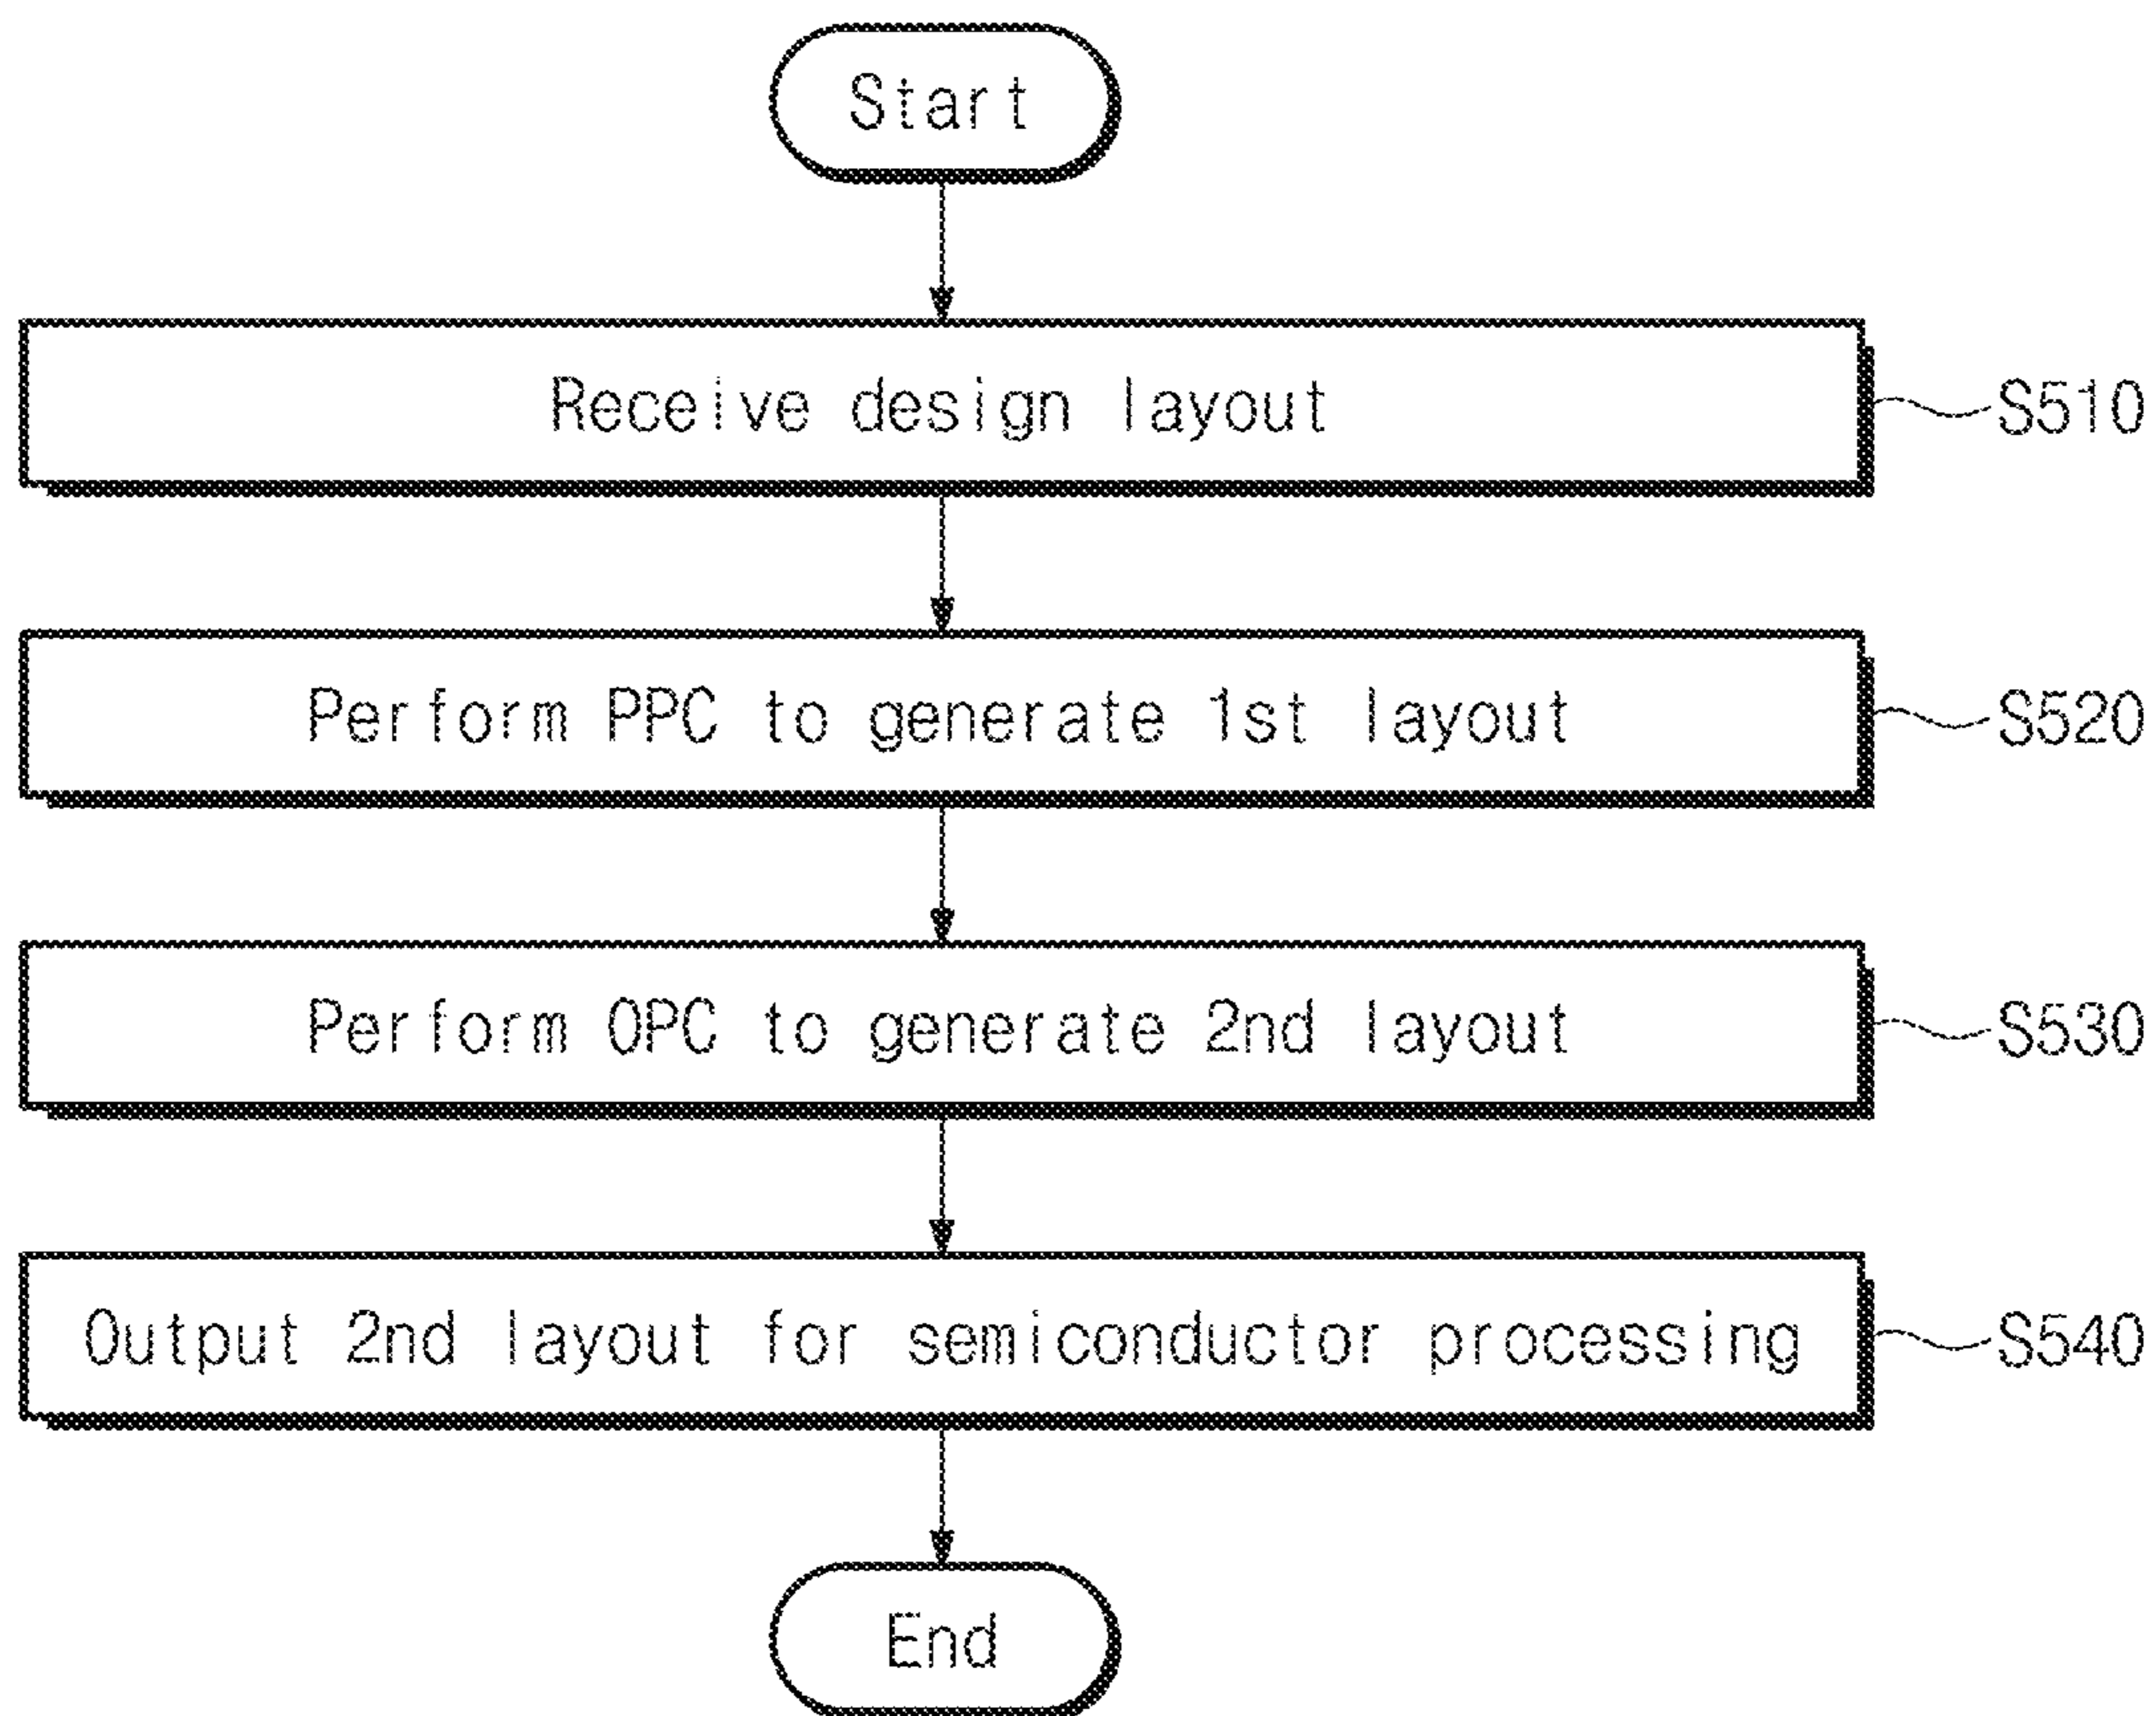 Start
Receive design layout
S510
Perform PPC to generate 1st layout
S520
Perform OPC to generate 2nd layout
S530
Output 2nd layout for semiconductor processing
S540
End